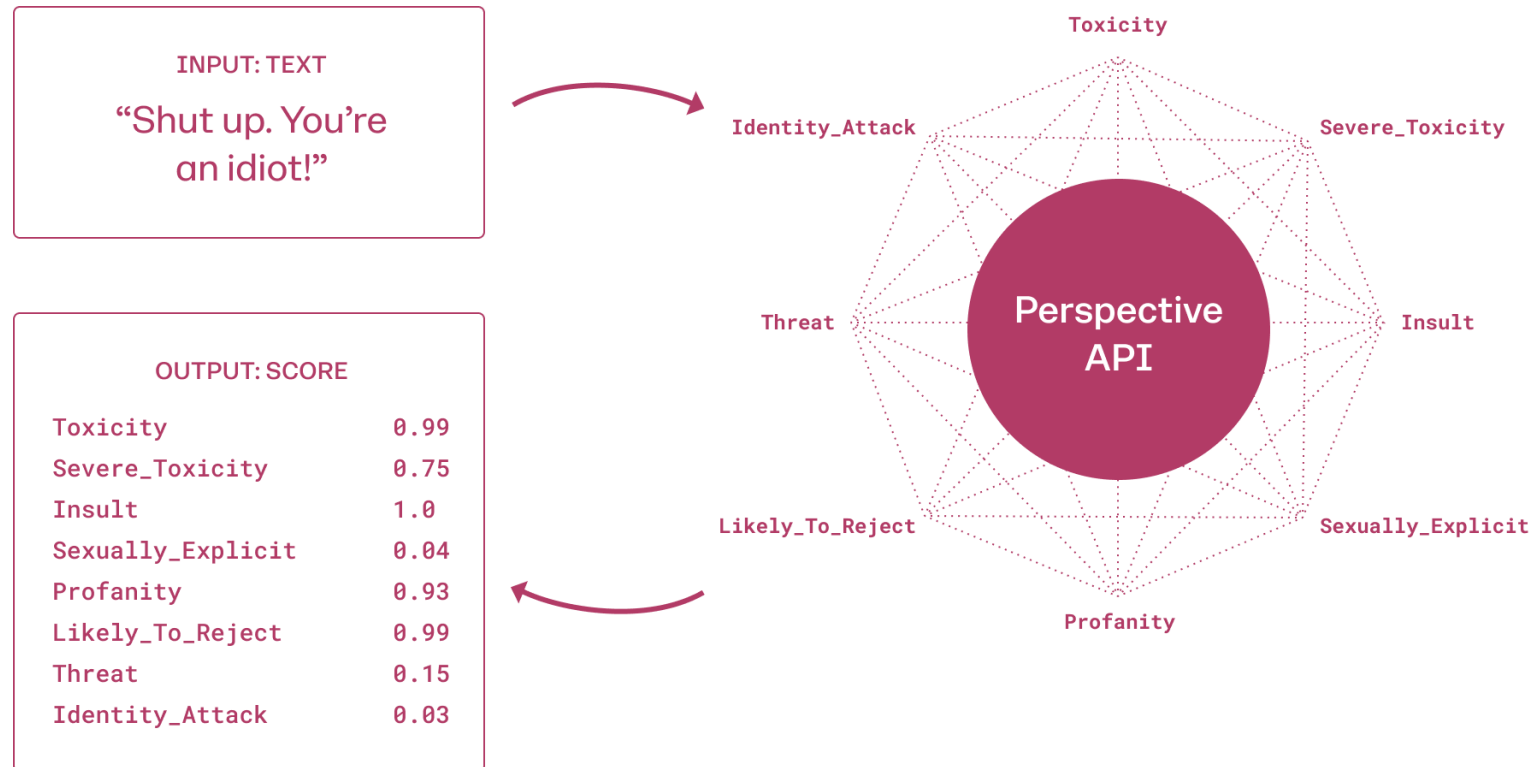 INPUT: TEXT
“Shut up. You’re
an idiot!”
OUTPUT: SCORE
Toxicity 0.99
Severe_Toxicity 0.75
Insult 1.0
Sexually_Explicit 0.04
Profanity 0.93
Likely_To_Reject 0.99
Threat 0.15
Identity_Attack 0.03
Toxicity
Identity_Attack
Severe_Toxicity
Threat
Perspective
API
Insult
Likely_To_Reject
Sexually_Explicit
Profanity